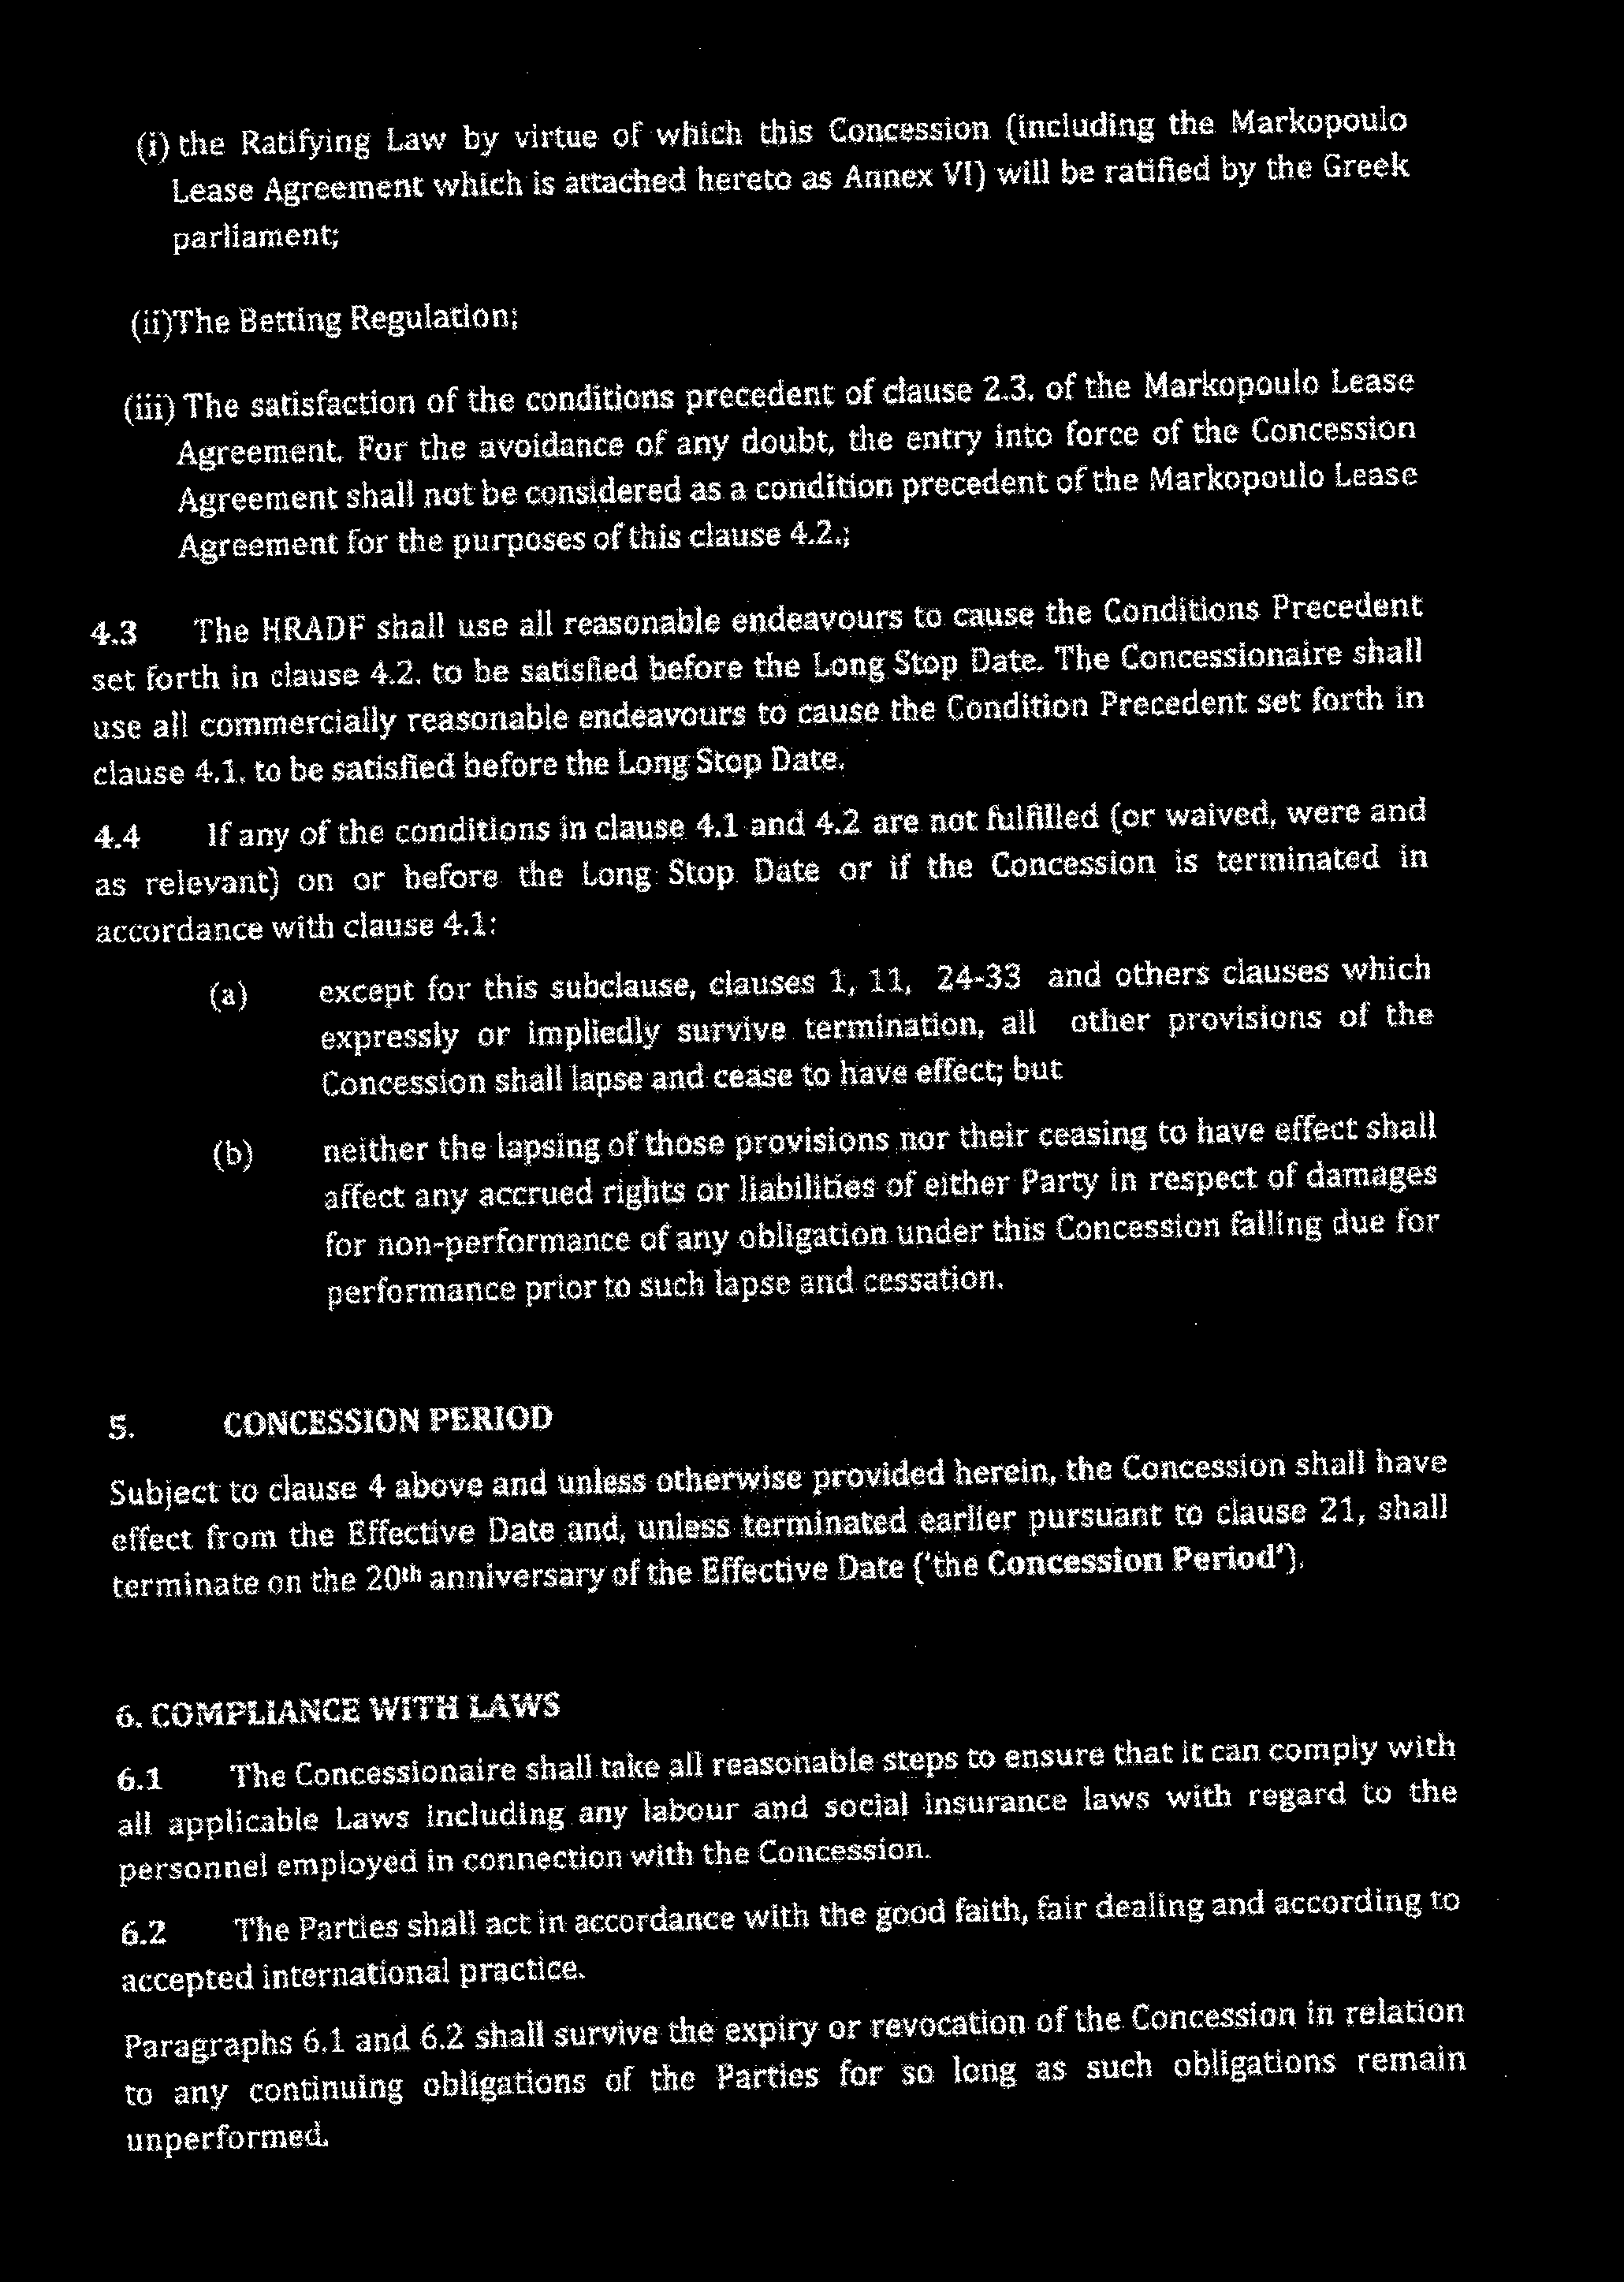 (i) the Ratifying Law by virtue of which this Concession (including the Markopoulo
Lease Agreement which is attached hereto as Annex VI) will be ratified by the Greek
parliament;
(ii)The Betting Regulation;
(iii) The satisfaction of the conditions precedent of clause 2.3. of the Markopoulo Lease
Agreement. For the avoidance of any doubt, the entry into force of the Concession
Agreement shall not be considered as a condition precedent of the Markopoulo Lease
Agreement for the purposes of this clause 4.2.;
4.3 The HRADF shall use all reasonable endeavours to cause the Conditions Precedent
set forth in clause 4.2. to be satisfied before the Long Stop Date. The Concessionaire shall
use all commercially reasonable endeavours to cause the Condition Precedent set forth in
clause 4.1. to be satisfied before the Long Stop Date.
4.4 If any of the conditions in clause 4.1 and 4.2 are not fulfilled (or waived, were and
as relevant) on or before the Long Stop Date or if the Concession is terminated in
accordance with clause 4.1:
(a) except for this subclause, clauses 1, 11, 24-33 and others clauses which
expressly or impliedly survive termination, all other provisions of the
Concession shall lapse and cease to have effect; but
(b) neither the lapsing of those provisions nor their ceasing to have effect shall
affect any accrued rights or liabilities of either Party in respect of damages
for non-performance of any obligation under this Concession falling due for
performance prior to such lapse and cessation.
5. CONCESSION PERIOD
Subject to clause 4 above and unless otherwise provided herein, the Concession shall have
effect from the Effective Date and, unless terminated earlier pursuant to clause 21, shall
terminate on the 20th anniversary of the Effective Date ('the Concession Period').
6. COMPLIANCE WITH LAWS
6.1 The Concessionaire shall take all reasonable steps to ensure that it can comply with
all applicable Laws including any labour and social insurance laws with regard to the
personnel employed in connection with the Concession.
6.2 The Parties shall act in accordance with the good faith, fair dealing and according to
accepted international practice.
Paragraphs 6.1 and 6.2 shall survive the expiry or revocation of the Concession in relation
to any continuing obligations of the Parties for so long as such obligations remain
unperformed.